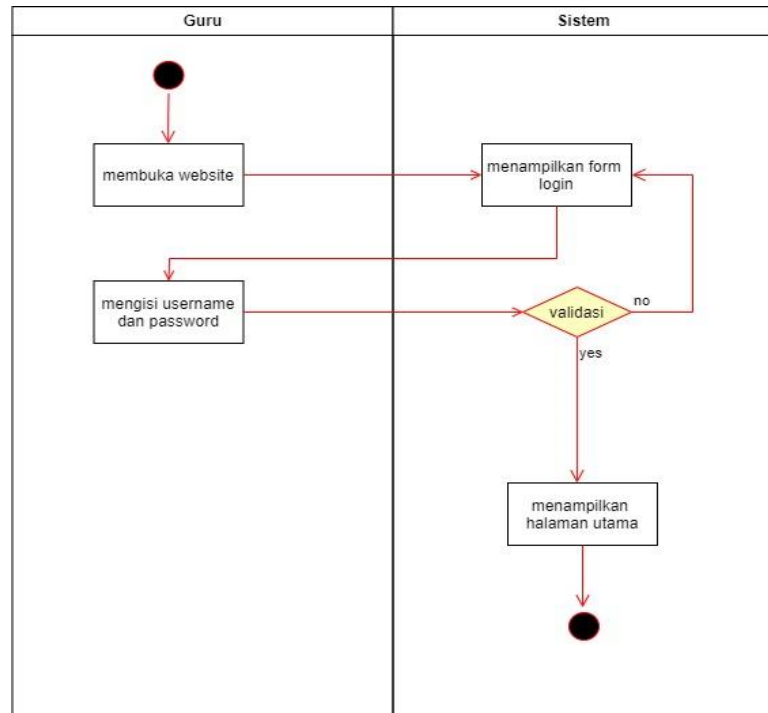 Guru
Sistem
membuka website
menampilkan form
login
mengisi username
dan password
validasi
no
yes
menampilkan
halaman utama